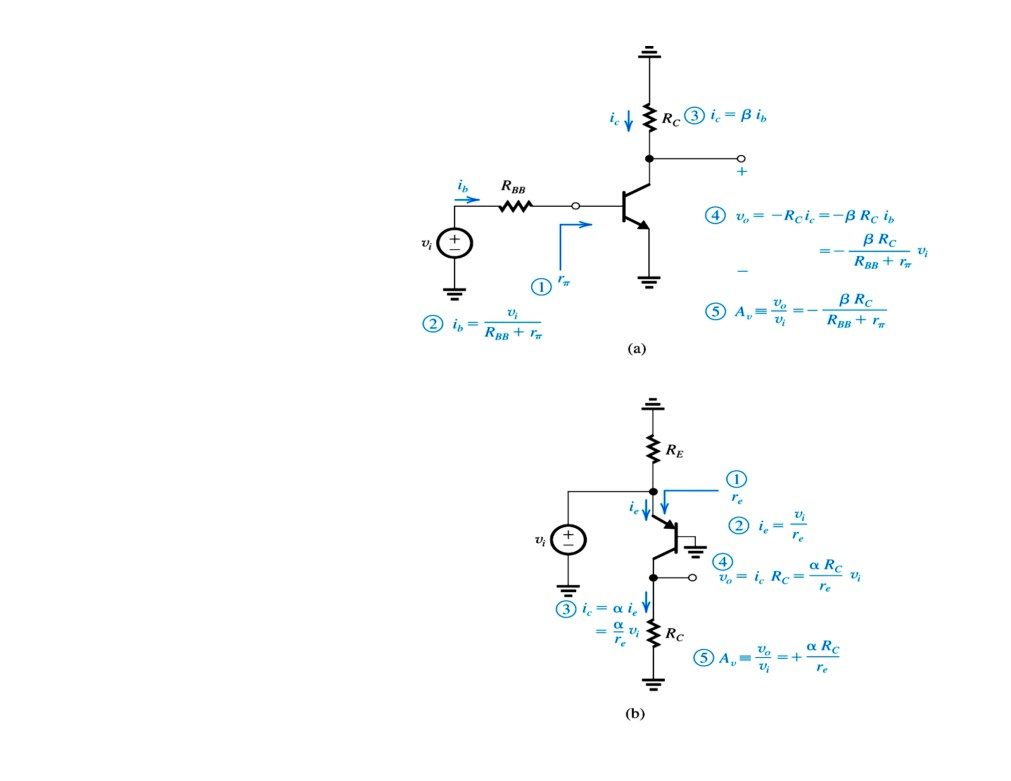 i_c R_C ③ i_c = β i_b
+
i_b R_BB
④ v_o = −R_C i_c = −β R_C i_b
= − β R_C / (R_BB + r_π) v_i
v_i + −
−
① r_π
② i_b = v_i / (R_BB + r_π)
⑤ A_v ≡ v_o / v_i = − β R_C / (R_BB + r_π)
(a)
R_E
①
r_e
i_e
② i_e = v_i / r_e
v_i + −
④
v_o = i_c R_C = α R_C / r_e v_i
③ i_c = α i_e
= α / r_e v_i
R_C
⑤ A_v ≡ v_o / v_i = + α R_C / r_e
(b)